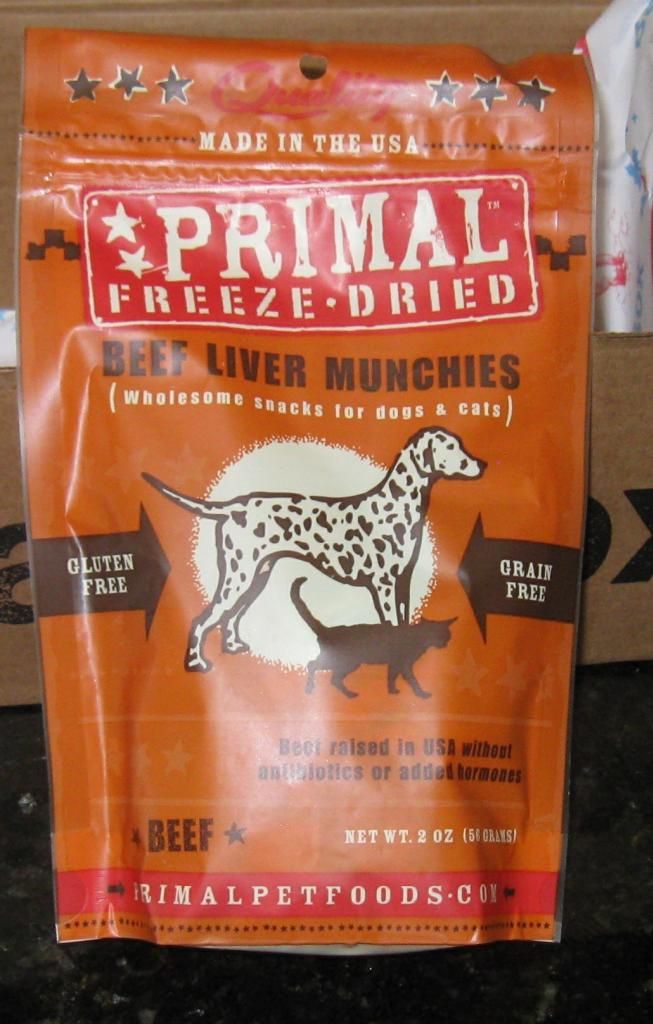 Quality
MADE IN THE USA
PRIMAL™
FREEZE·DRIED
BEEF LIVER MUNCHIES
(Wholesome snacks for dogs & cats)
GLUTEN
FREE
GRAIN
FREE
Beef raised in USA without
antibiotics or added hormones
BEEF
NET WT. 2 OZ (56 GRAMS)
PRIMALPETFOODS·COM